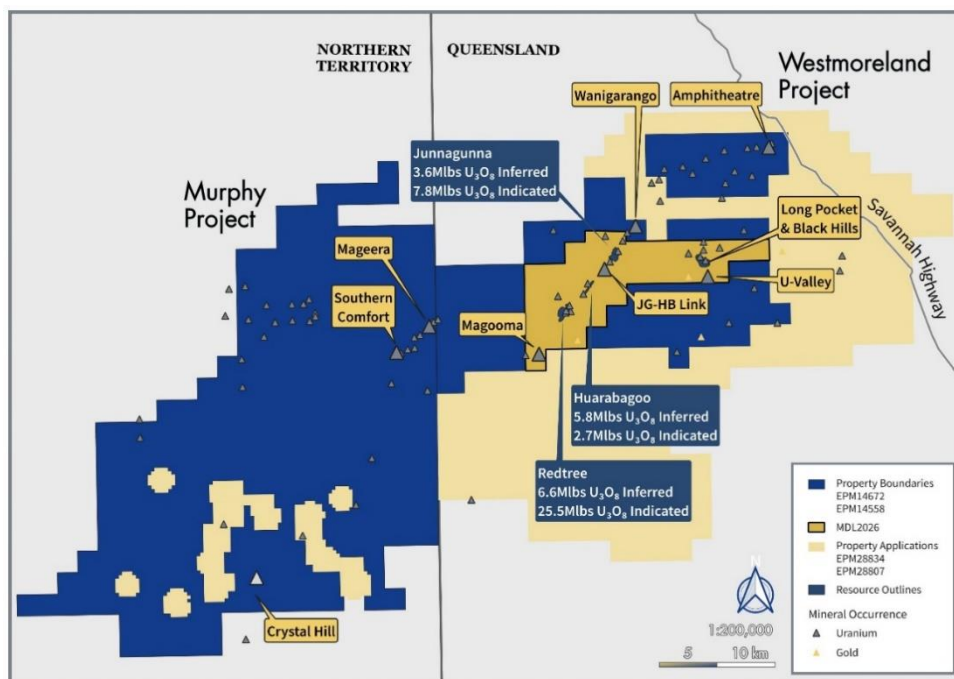 NORTHERN
TERRITORY
QUEENSLAND
Westmoreland
Project
Wanigarango
Amphitheatre
Junnagunna
3.6Mlbs U₃O₈ Inferred
7.8Mlbs U₃O₈ Indicated
Murphy
Project
Long Pocket
& Black Hills
Savannah Highway
Mageera
Southern
Comfort
U-Valley
JG-HB Link
Magooma
Huarabagoo
5.8Mlbs U₃O₈ Inferred
2.7Mlbs U₃O₈ Indicated
Redtree
6.6Mlbs U₃O₈ Inferred
25.5Mlbs U₃O₈ Indicated
Crystal Hill
N
1:200,000
5 10 km
Property Boundaries
EPM14672
EPM14558
MDL2026
Property Applications
EPM28834
EPM28807
Resource Outlines
Mineral Occurrence
Uranium
Gold